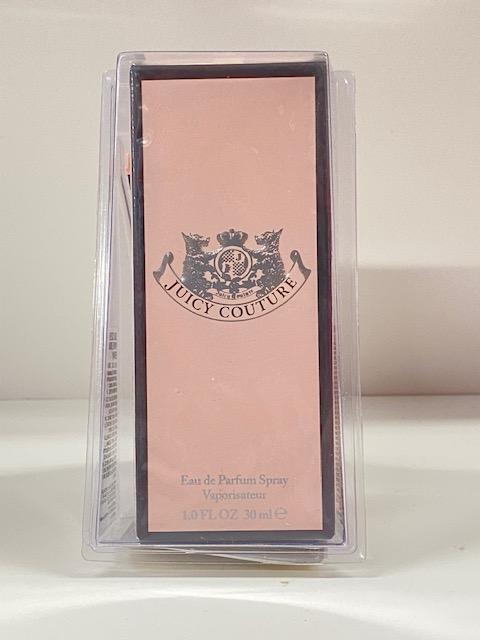 JUICY COUTURE
Eau de Parfum Spray
Vaporisateur
1.0 FL OZ 30 ml ℮